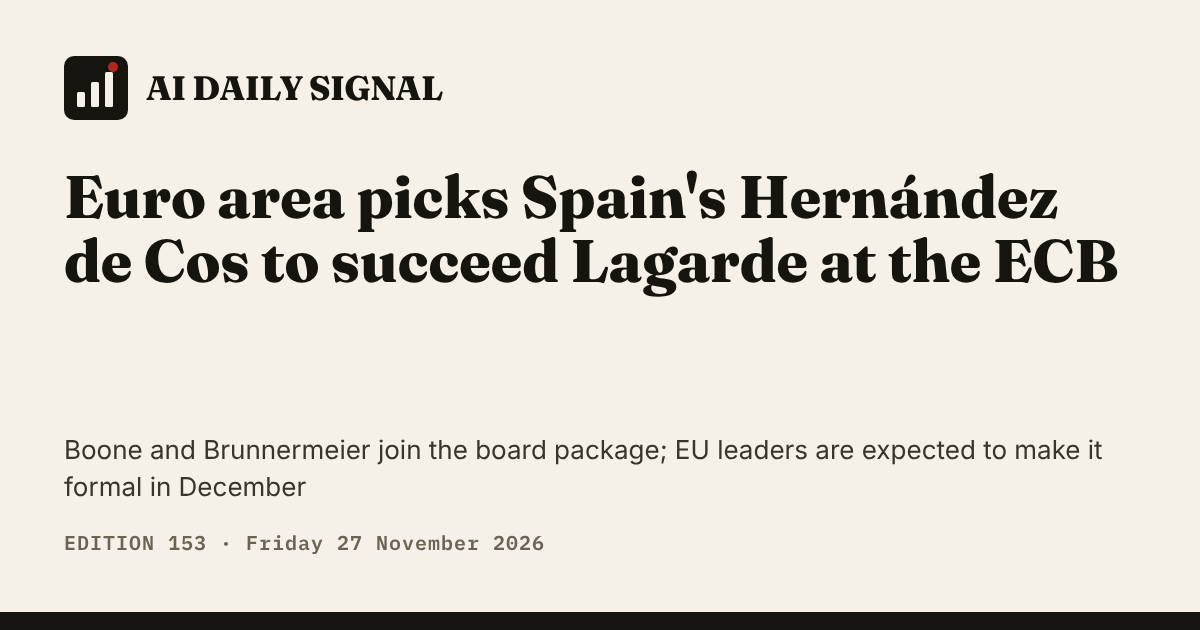 AI DAILY SIGNAL
Euro area picks Spain's Hernández
de Cos to succeed Lagarde at the ECB
Boone and Brunnermeier join the board package; EU leaders are expected to make it
formal in December
EDITION 153 · Friday 27 November 2026